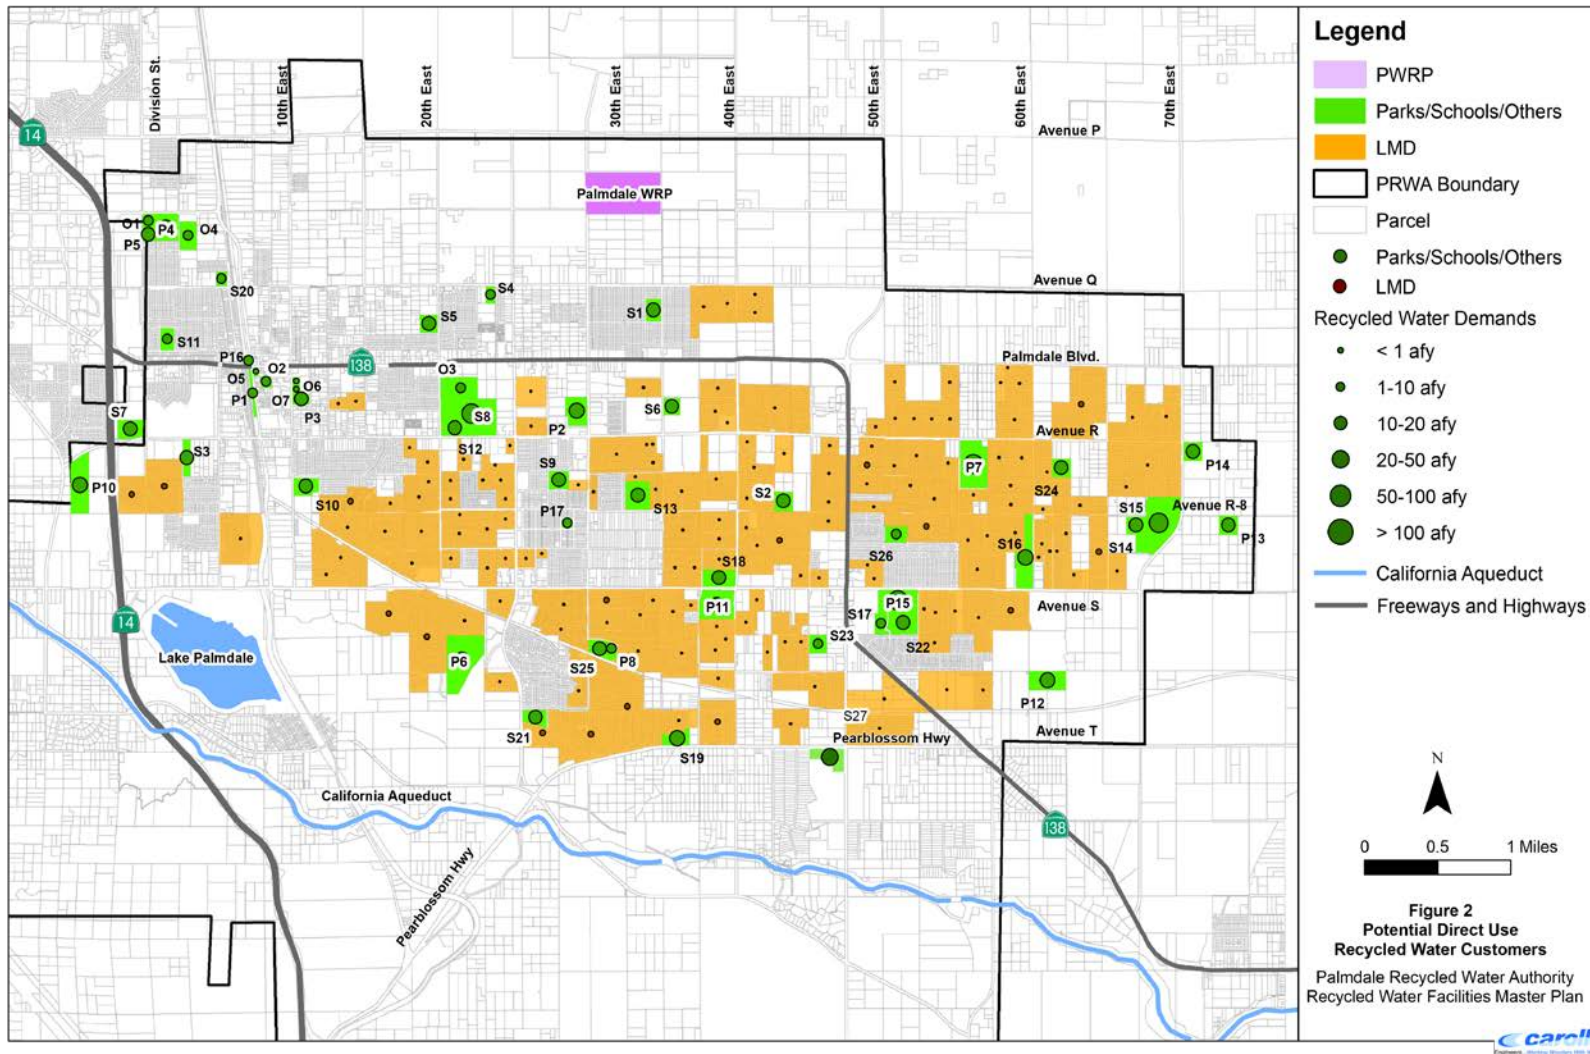 Division St.
10th East
20th East
30th East
40th East
50th East
60th East
70th East
14
Avenue P
Palmdale WRP
O1
P4
O4
P5
S20
S4
Avenue Q
S5
S1
S11
P16
O2
138
O3
Palmdale Blvd.
O5
O6
P1
O7
P3
S8
S6
S7
P2
S12
Avenue R
S3
S9
P7
P14
P10
S10
S13
S2
S24
S15
Avenue R-8
P17
S14
P13
S26
S16
S18
14
P11
S17
P15
Avenue S
Lake Palmdale
P6
S25
P8
S23
S22
P12
S27
Avenue T
S21
S19
Pearblossom Hwy
California Aqueduct
138
Pearblossom Hwy
Legend
PWRP
Parks/Schools/Others
LMD
PRWA Boundary
Parcel
Parks/Schools/Others
LMD
Recycled Water Demands
< 1 afy
1-10 afy
10-20 afy
20-50 afy
50-100 afy
> 100 afy
California Aqueduct
Freeways and Highways
N
0 0.5 1 Miles
Figure 2
Potential Direct Use
Recycled Water Customers
Palmdale Recycled Water Authority
Recycled Water Facilities Master Plan